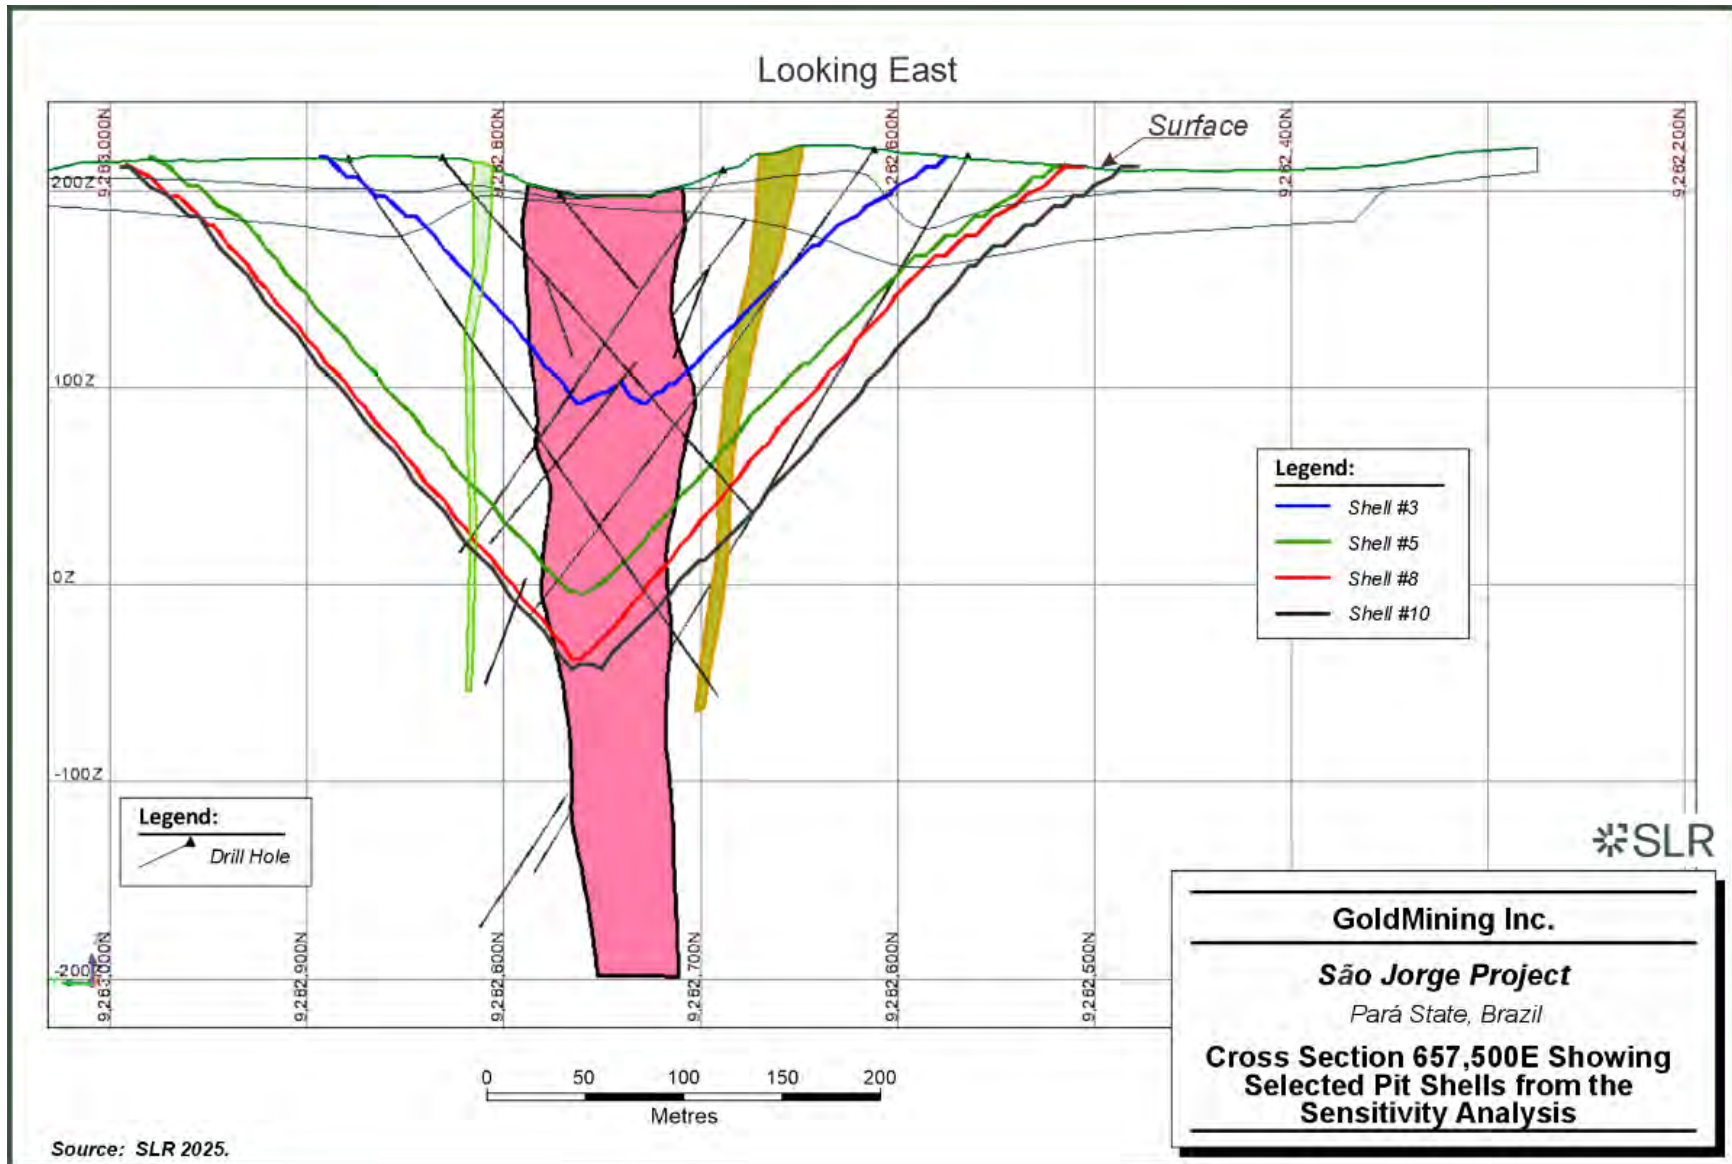 Looking East
9,263,000N
9,262,800N
9,262,600N
9,262,400N
9,262,200N
Surface
200Z
100Z
0Z
-100Z
-200Z
Legend:
Shell #3
Shell #5
Shell #8
Shell #10
Legend:
Drill Hole
9,263,000N
9,262,900N
9,262,800N
9,262,700N
9,262,600N
9,262,500N
SLR
GoldMining Inc.
São Jorge Project
Pará State, Brazil
Cross Section 657,500E Showing
Selected Pit Shells from the
Sensitivity Analysis
0 50 100 150 200
Metres
Source: SLR 2025.